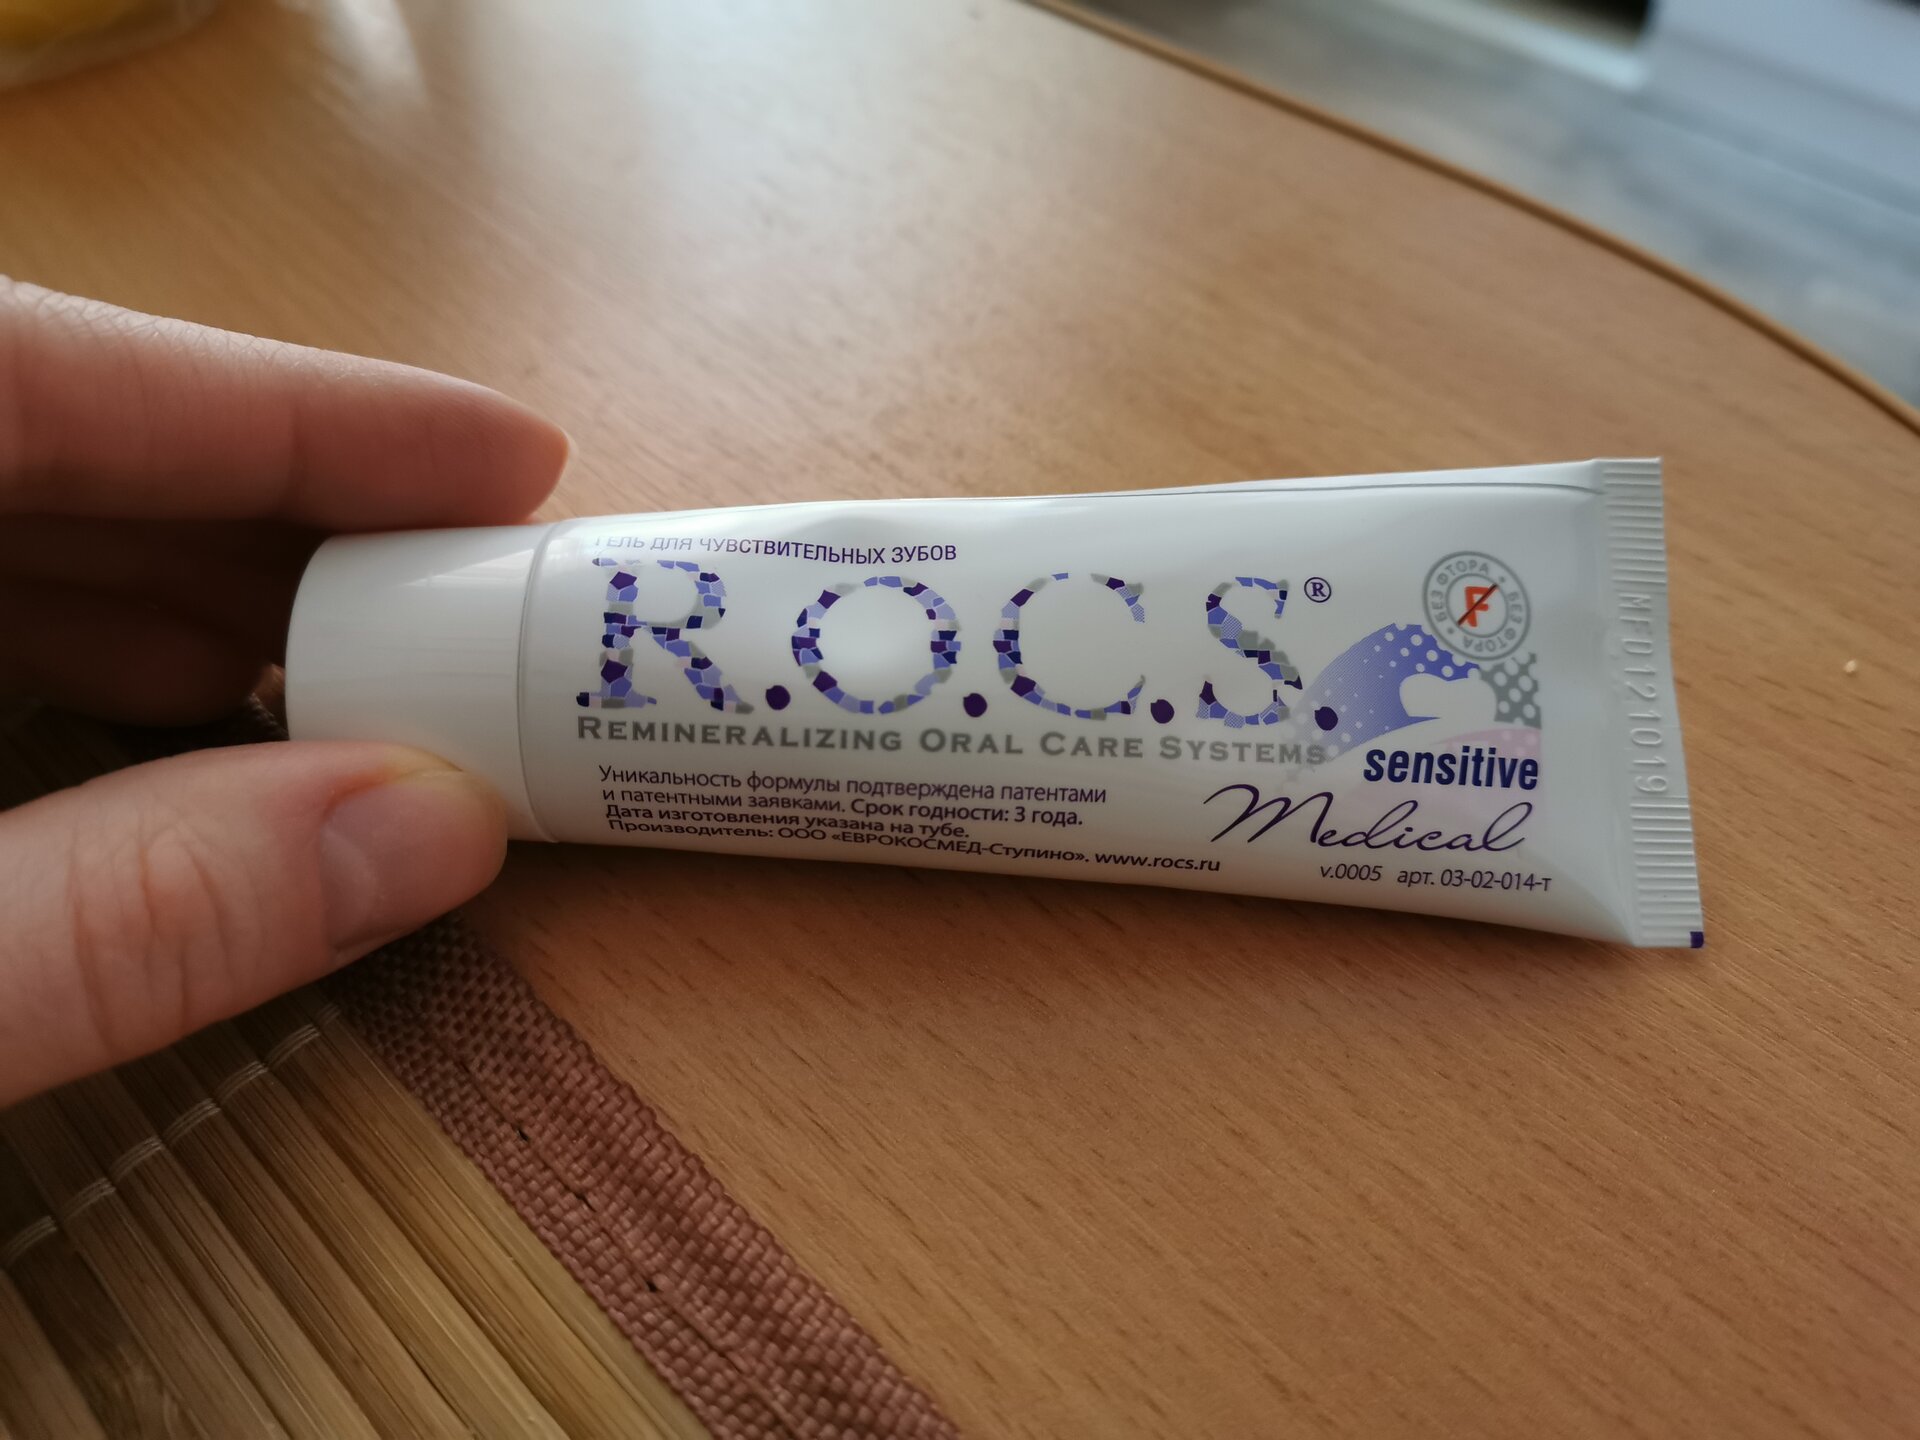 ГЕЛЬ ДЛЯ ЧУВСТВИТЕЛЬНЫХ ЗУБОВ
R.O.C.S.®
REMINERALIZING ORAL CARE SYSTEMS
БЕЗ ФТОРА • БЕЗ ФТОРА •
F
sensitive
Medical
Уникальность формулы подтверждена патентами
и патентными заявками. Срок годности: 3 года.
Дата изготовления указана на тубе.
Производитель: ООО «ЕВРОКОСМЕД-Ступино». www.rocs.ru
v.0005 арт. 03-02-014-т
MFD121019